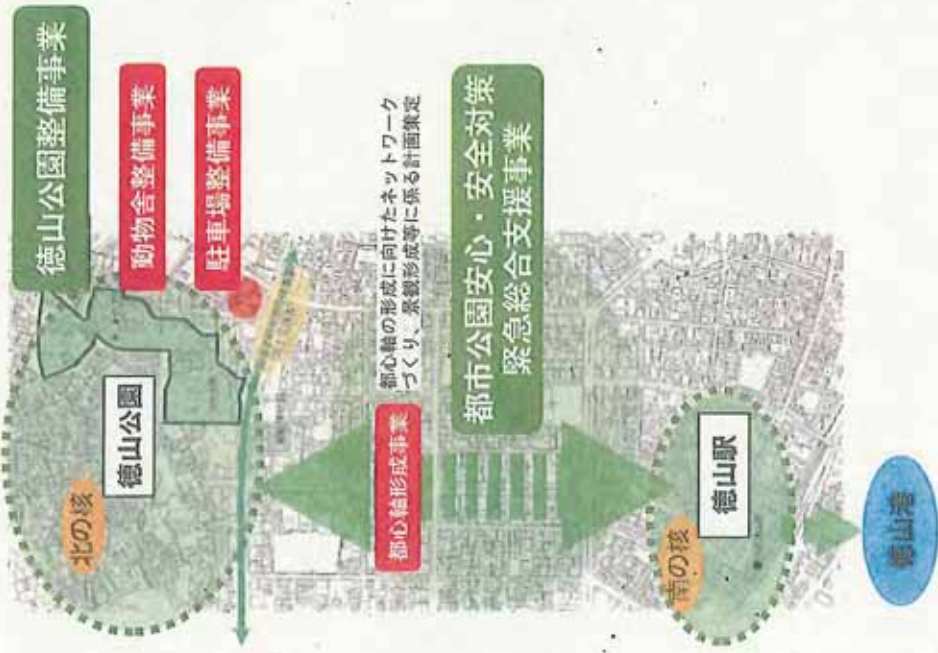 徳山公園整備事業
動物舎整備事業
駐車場整備事業
北の核
徳山公園
都心軸形成事業
都心軸の形成に向けたネットワーク
づくり、景観形成等に係る計画策定
都市公園安心・安全対策
緊急総合支援事業
南の核
徳山駅
徳山港